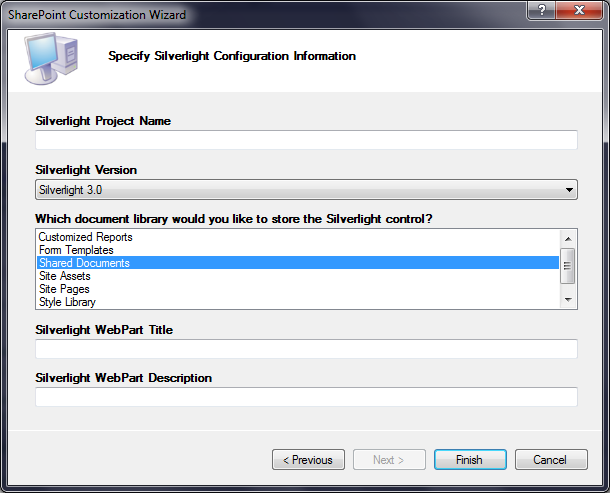 SharePoint Customization Wizard
Specify Silverlight Configuration Information
Silverlight Project Name
Silverlight Version
Silverlight 3.0
Which document library would you like to store the Silverlight control?
Customized Reports
Form Templates
Shared Documents
Site Assets
Site Pages
Style Library
Silverlight WebPart Title
Silverlight WebPart Description
< Previous Next > Finish Cancel